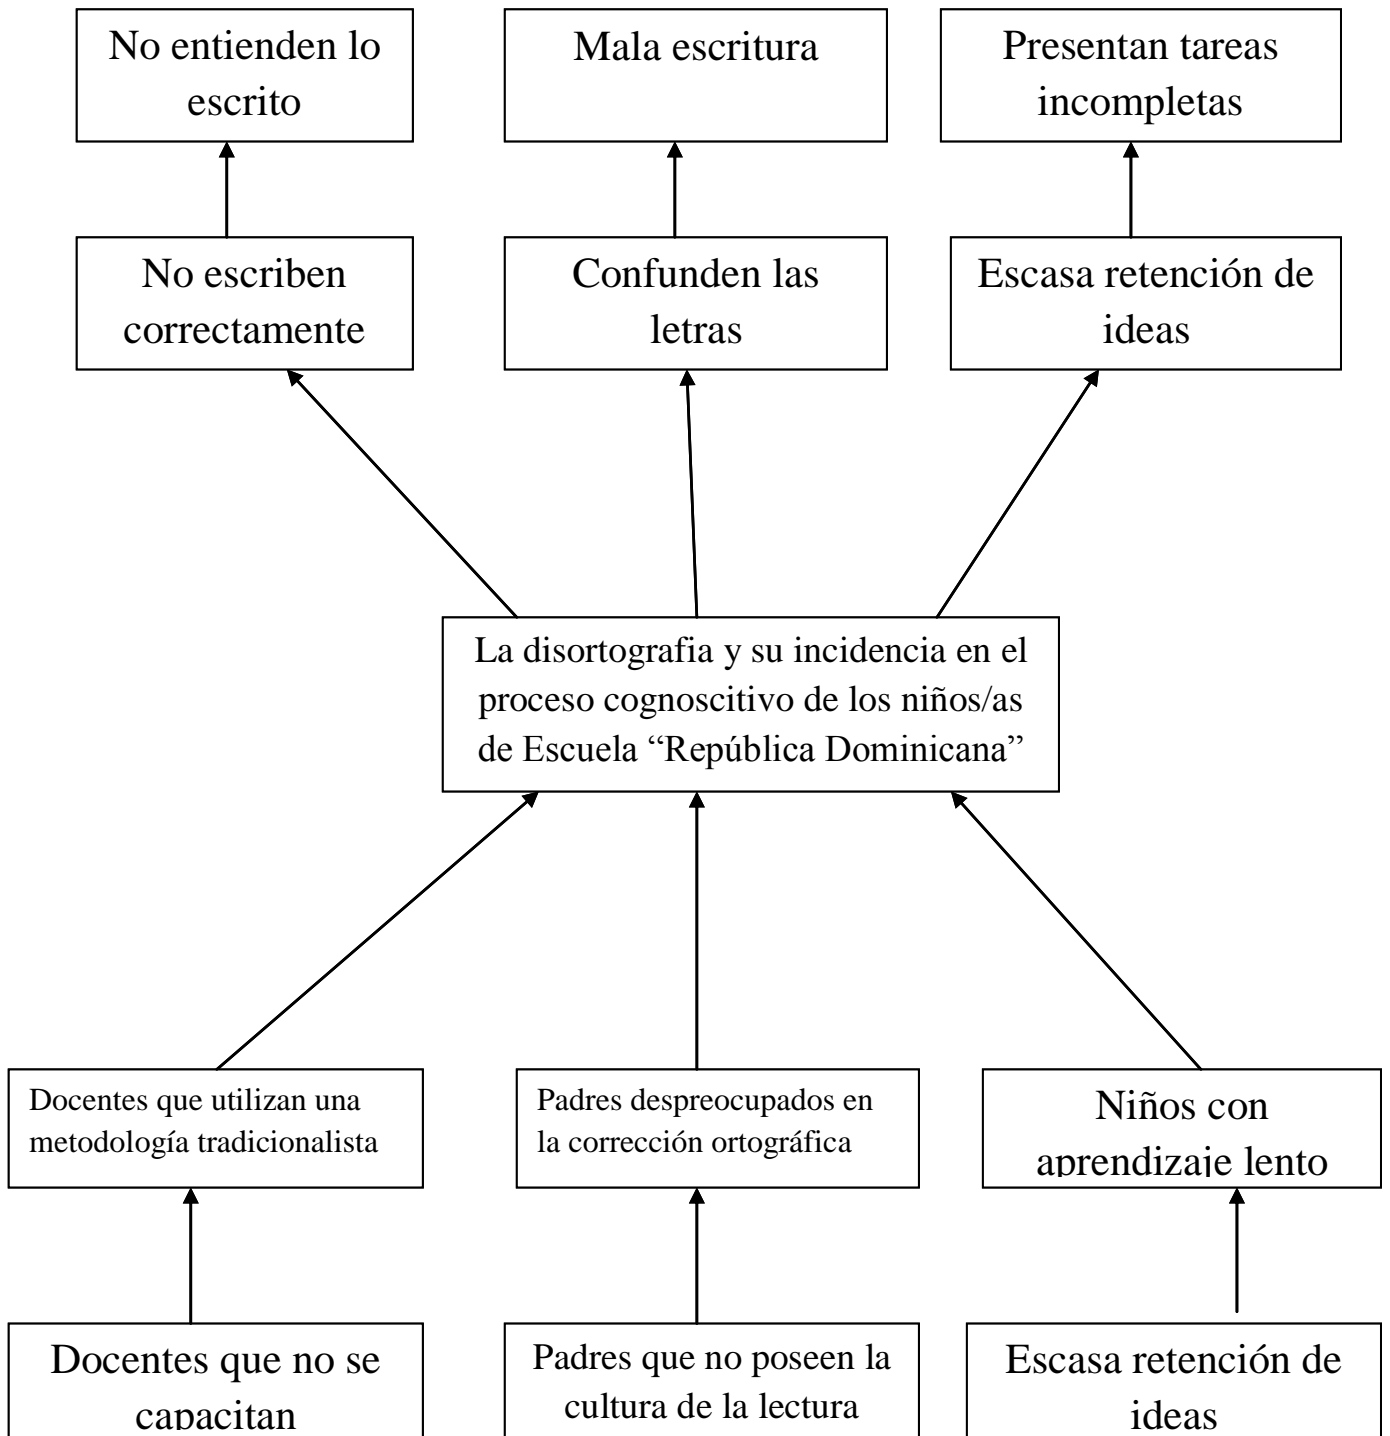 No entienden lo
escrito
Mala escritura
Presentan tareas
incompletas
No escriben
correctamente
Confunden las
letras
Escasa retención de
ideas
La disortografia y su incidencia en el
proceso cognoscitivo de los niños/as
de Escuela “República Dominicana”
Docentes que utilizan una
metodología tradicionalista
Padres despreocupados en
la corrección ortográfica
Niños con
aprendizaje lento
Docentes que no se
capacitan
Padres que no poseen la
cultura de la lectura
Escasa retención de
ideas